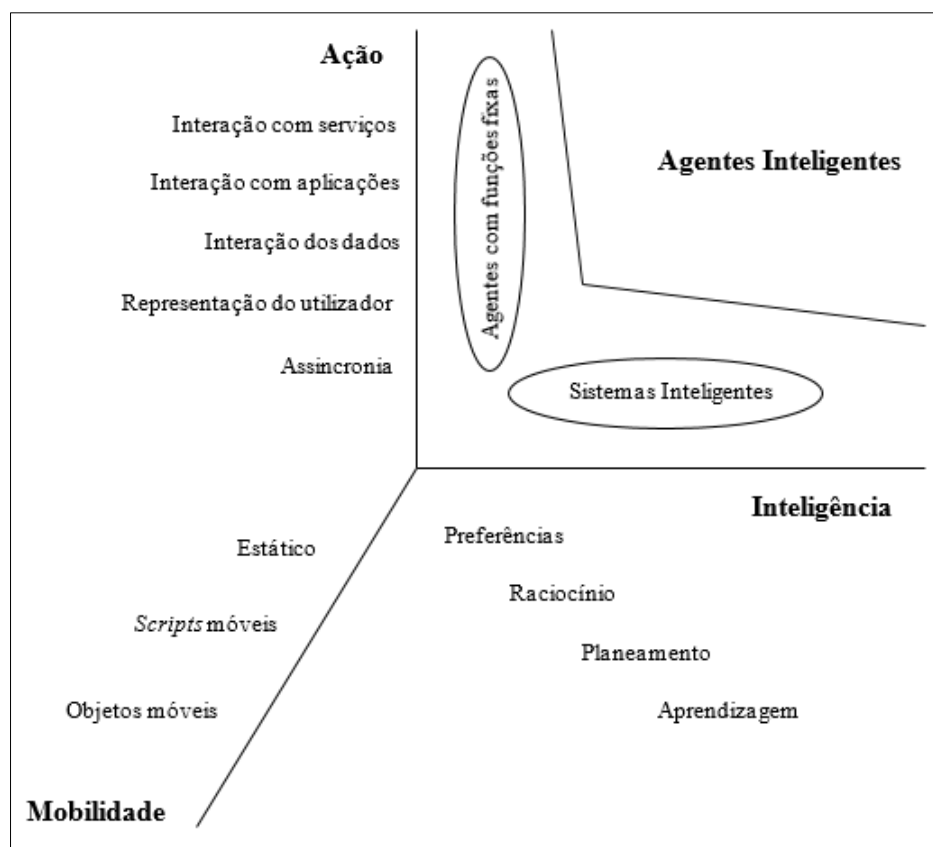 Ação
Interação com serviços
Interação com aplicações
Interação dos dados
Representação do utilizador
Assincronia
Agentes com funções fixas
Agentes Inteligentes
Sistemas Inteligentes
Inteligência
Preferências
Raciocínio
Planeamento
Aprendizagem
Estático
Scripts móveis
Objetos móveis
Mobilidade